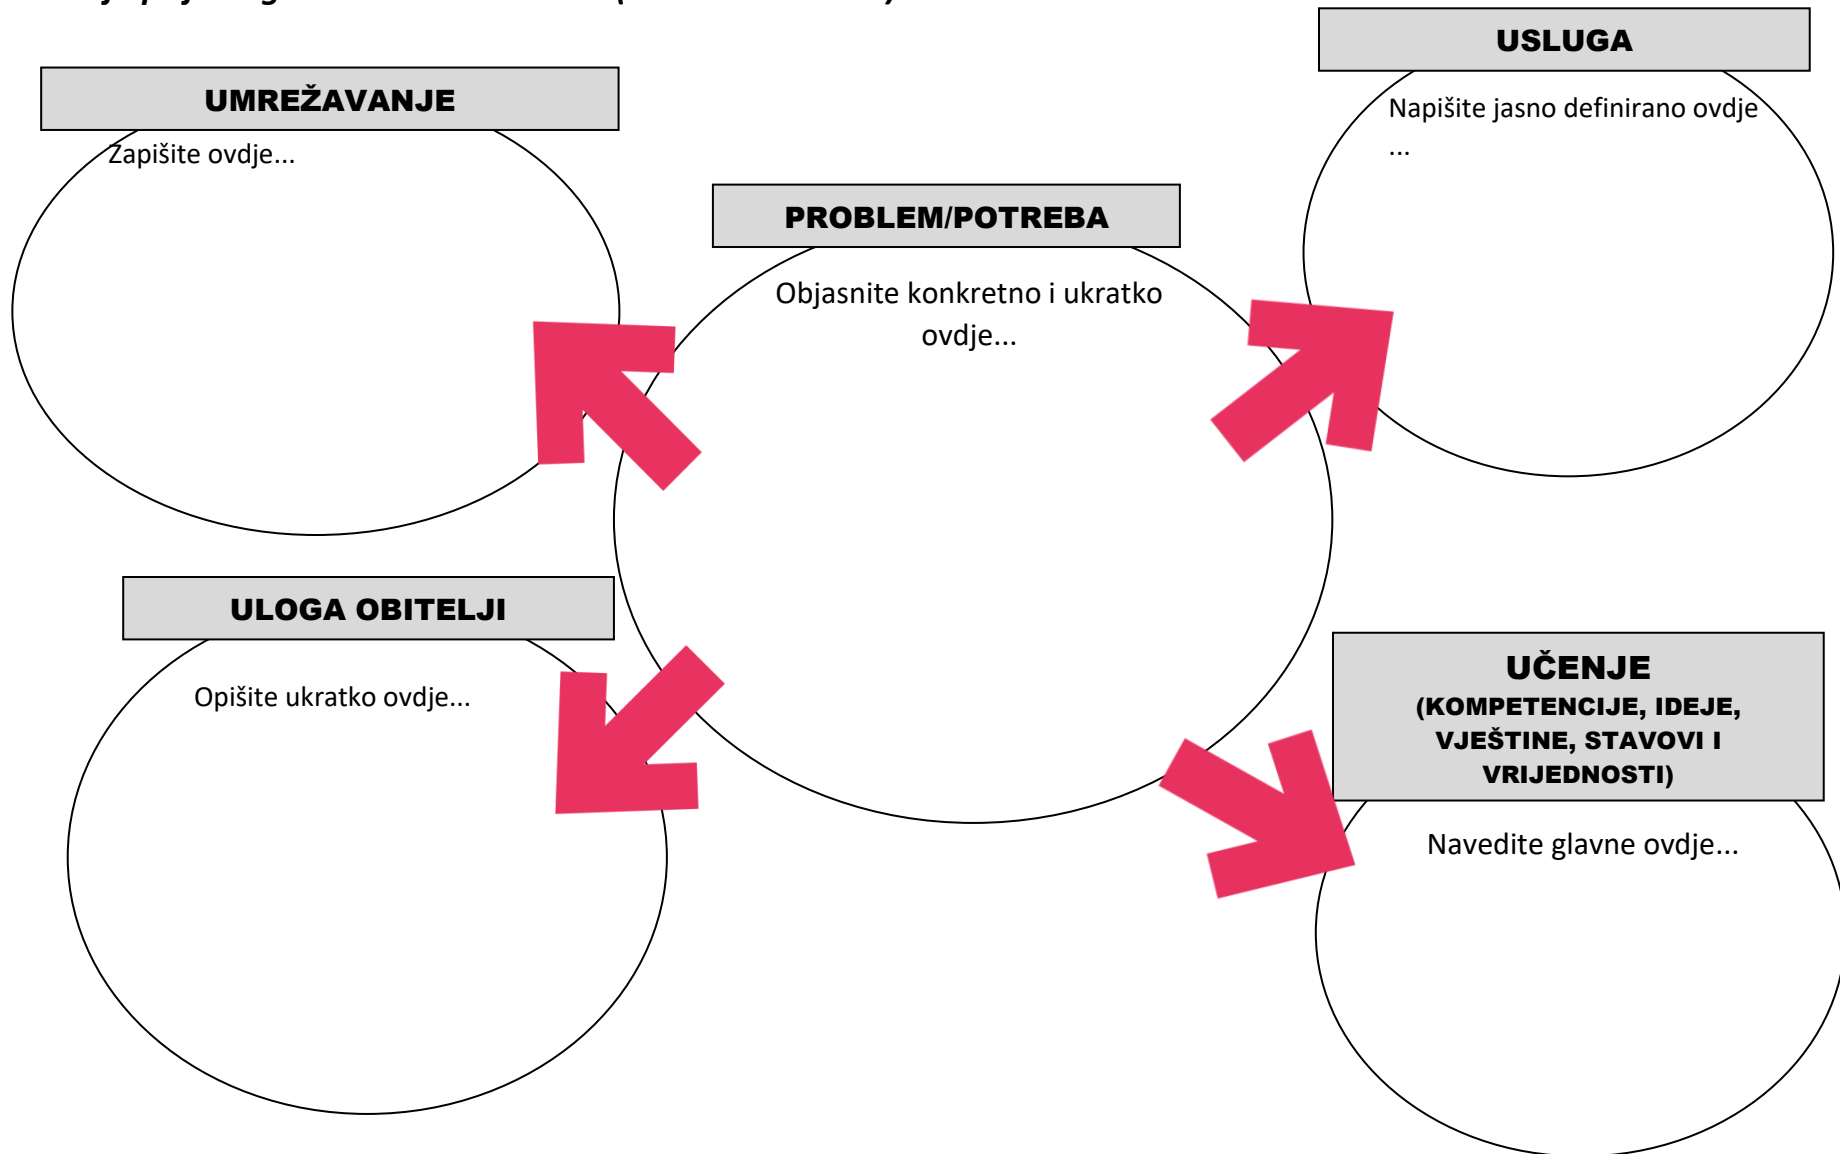 USLUGA
UMREŽAVANJE
Napišite jasno definirano ovdje
...
Zapišite ovdje...
PROBLEM/POTREBA
Objasnite konkretno i ukratko
ovdje...
ULOGA OBITELJI
Opišite ukratko ovdje...
UČENJE
(KOMPETENCIJE, IDEJE,
VJEŠTINE, STAVOVI I
VRIJEDNOSTI)
Navedite glavne ovdje...